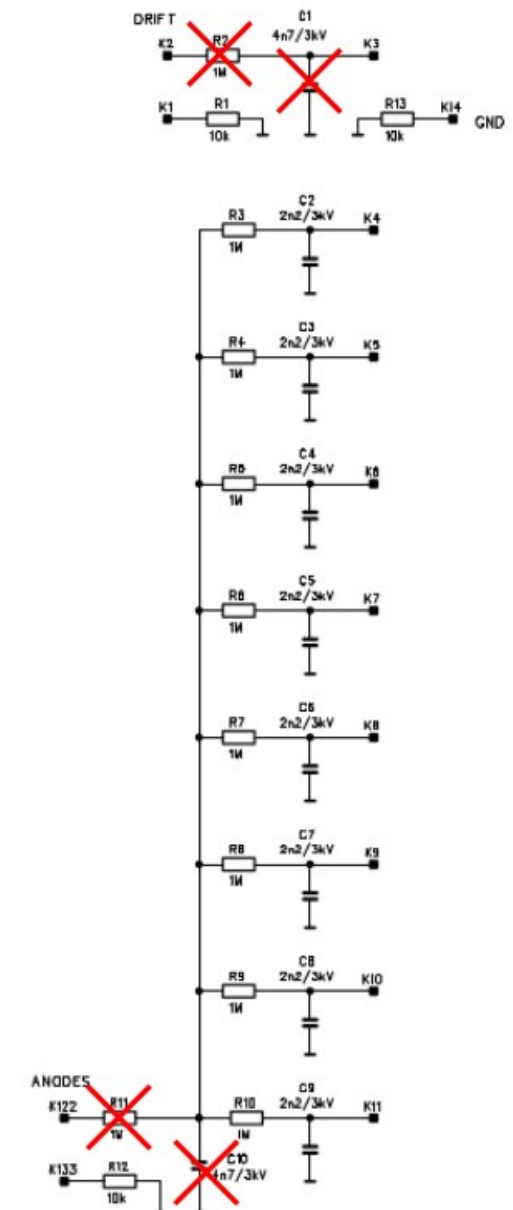 DRIFT
C1
4n7/3kV
K2
R2
K3
1M
K1
R1
R13
K14
GND
10k
10k
C2
R3
2n2/3kV
K4
1M
C3
R4
2n2/3kV
K5
1M
C4
R5
2n2/3kV
K6
1M
C5
R6
2n2/3kV
K7
1M
C6
R7
2n2/3kV
K8
1M
C7
R8
2n2/3kV
K9
1M
C8
R9
2n2/3kV
K10
1M
ANODES
C9
K122
R11
R10
2n2/3kV
K11
1M
1M
C10
K133
R12
4n7/3kV
10k